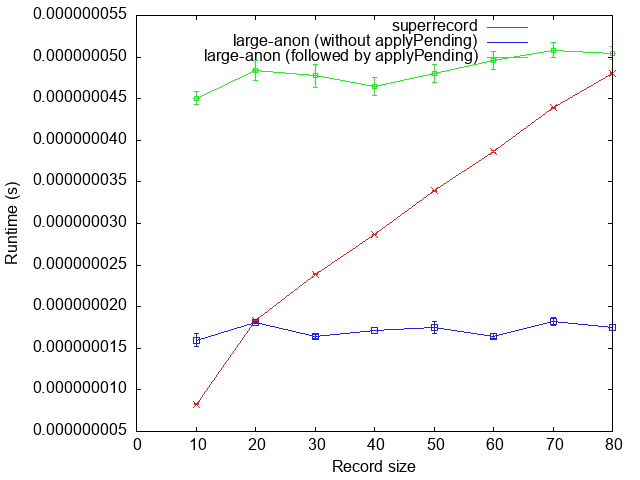 0.000000055
0.000000050
0.000000045
0.000000040
0.000000035
0.000000030
0.000000025
0.000000020
0.000000015
0.000000010
0.000000005
superrecord
large-anon (without applyPending)
large-anon (followed by applyPending)
Runtime (s)
0 10 20 30 40 50 60 70 80
Record size